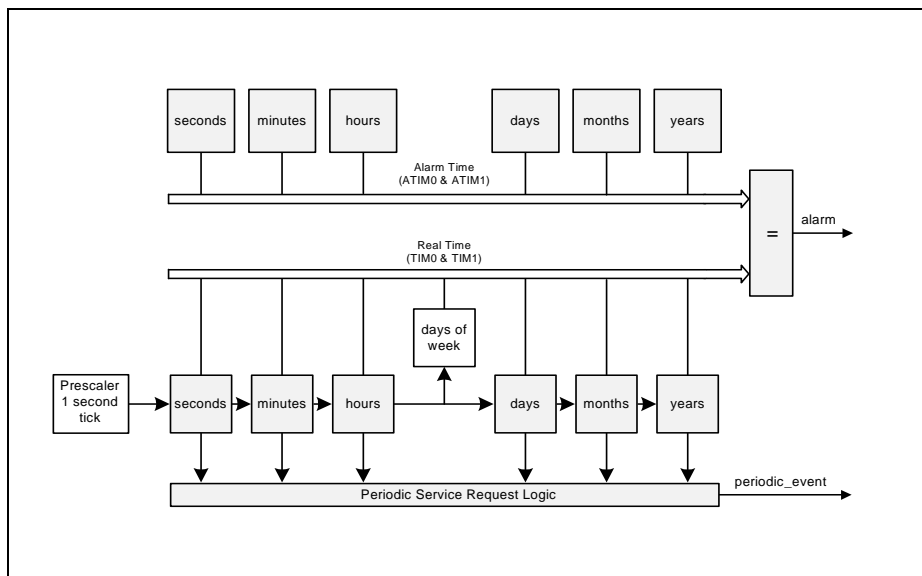 seconds
minutes
hours
days
months
years
Alarm Time
(ATIM0 & ATIM1)
=
alarm
Real Time
(TIM0 & TIM1)
days of
week
Prescaler
1 second
tick
seconds
minutes
hours
days
months
years
Periodic Service Request Logic
periodic_event